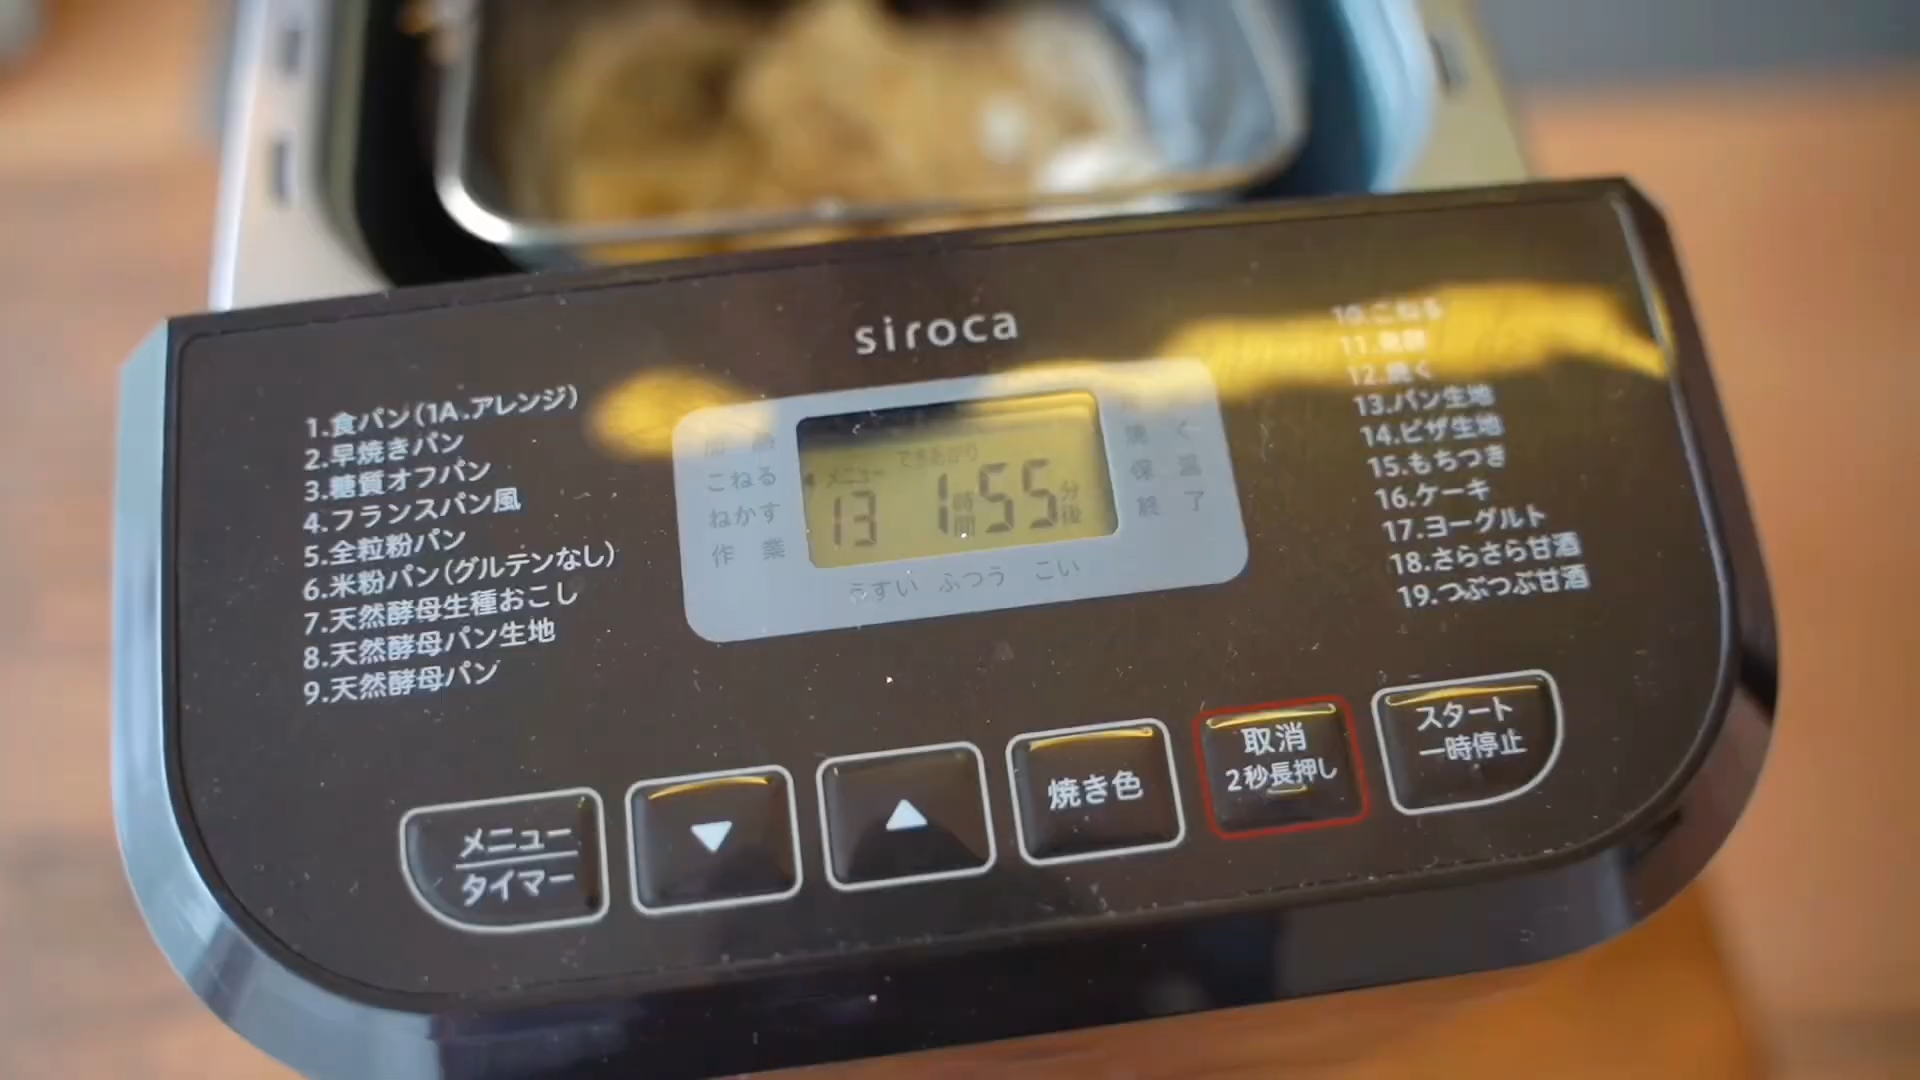 siroca
1.食パン(1A.アレンジ)
2.早焼きパン
3.糖質オフパン
4.フランスパン風
5.全粒粉パン
6.米粉パン(グルテンなし)
7.天然酵母生種おこし
8.天然酵母パン生地
9.天然酵母パン
こねる
ねかす
作業
メニュー できあがり
13 1時間55分後
焼く
保温
終了
うすい ふつう こい
10.こねる
11.発酵
12.焼く
13.パン生地
14.ピザ生地
15.もちつき
16.ケーキ
17.ヨーグルト
18.さらさら甘酒
19.つぶつぶ甘酒
メニュー
タイマー
▼
▲
焼き色
取消
2秒長押し
スタート
一時停止